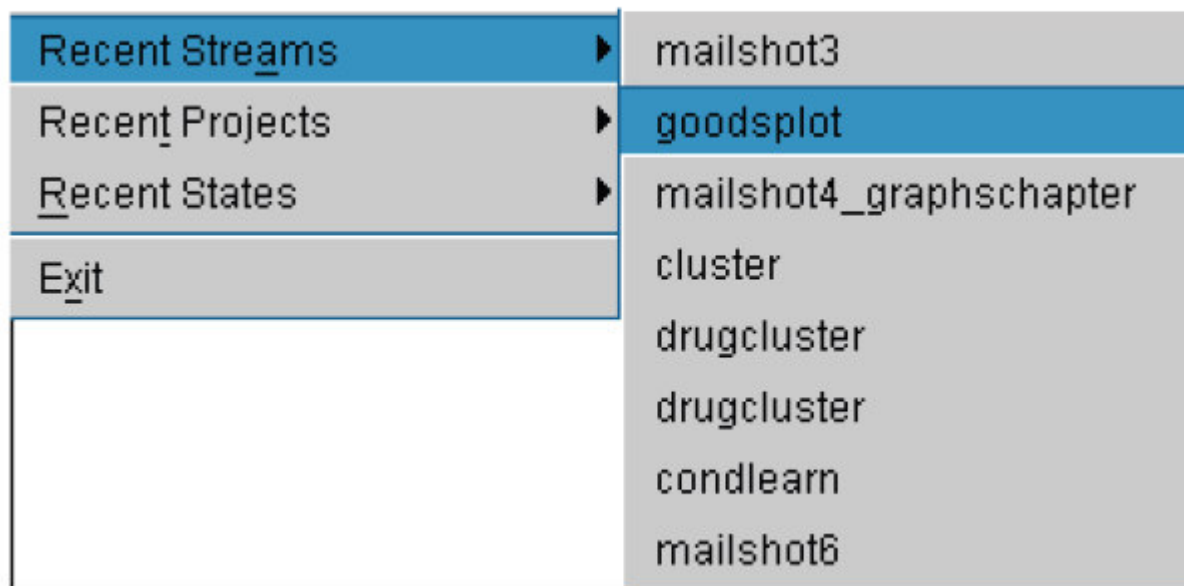 Recent Streams
Recent Projects
Recent States
Exit
mailshot3
goodsplot
mailshot4_graphschapter
cluster
drugcluster
drugcluster
condlearn
mailshot6